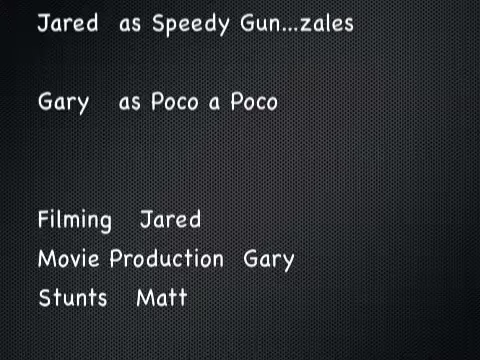 Jared as Speedy Gun...zales
Gary as Poco a Poco
Filming Jared
Movie Production Gary
Stunts Matt